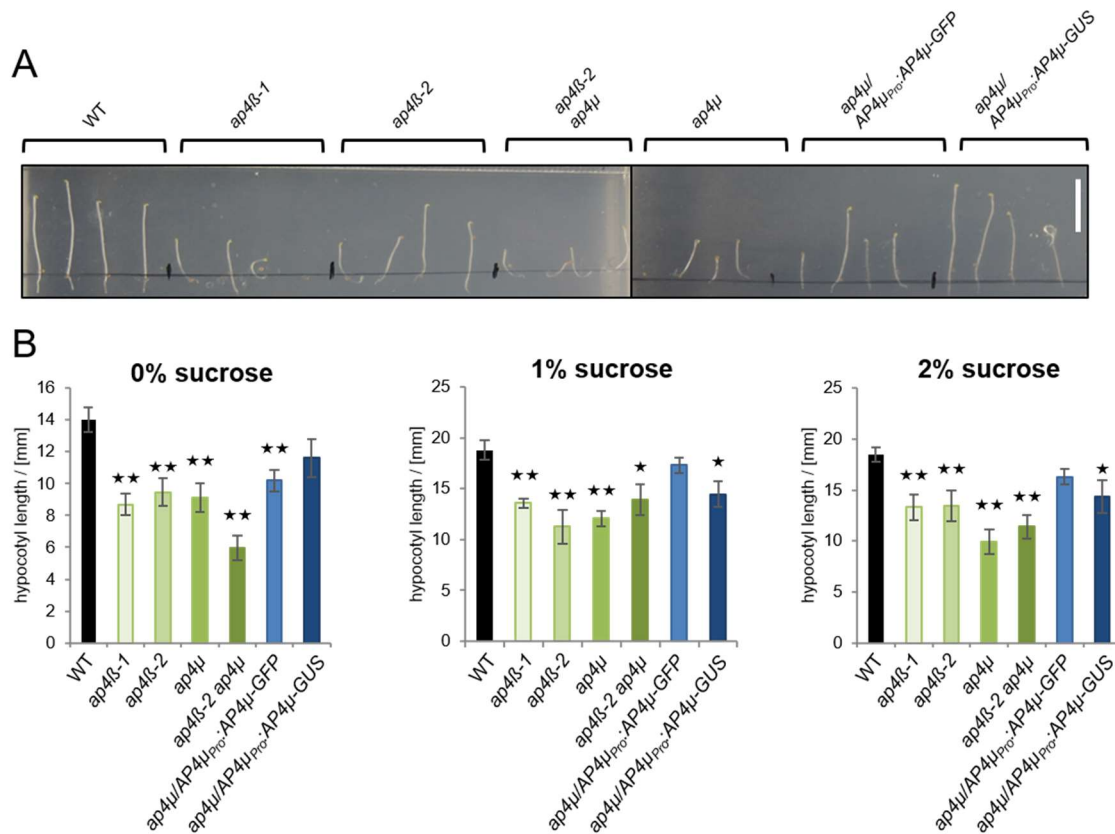 A
WT
ap4ß-1
ap4ß-2
ap4ß-2
ap4µ
ap4µ
ap4µ/
AP4µPro:AP4µ-GFP
ap4µ/
AP4µPro:AP4µ-GUS
B
0% sucrose
hypocotyl length / [mm]
16
14
12
10
8
6
4
2
0
★★
★★
★★
★★
★★
WT
ap4ß-1
ap4ß-2
ap4µ
ap4ß-2 ap4µ
ap4µ/AP4µPro:AP4µ-GFP
ap4µ/AP4µPro:AP4µ-GUS
1% sucrose
hypocotyl length / [mm]
25
20
15
10
5
0
★★
★★
★★
★
★
WT
ap4ß-1
ap4ß-2
ap4µ
ap4ß-2 ap4µ
ap4µ/AP4µPro:AP4µ-GFP
ap4µ/AP4µPro:AP4µ-GUS
2% sucrose
hypocotyl length / [mm]
25
20
15
10
5
0
★★
★★
★★
★★
★
WT
ap4ß-1
ap4ß-2
ap4µ
ap4ß-2 ap4µ
ap4µ/AP4µPro:AP4µ-GFP
ap4µ/AP4µPro:AP4µ-GUS